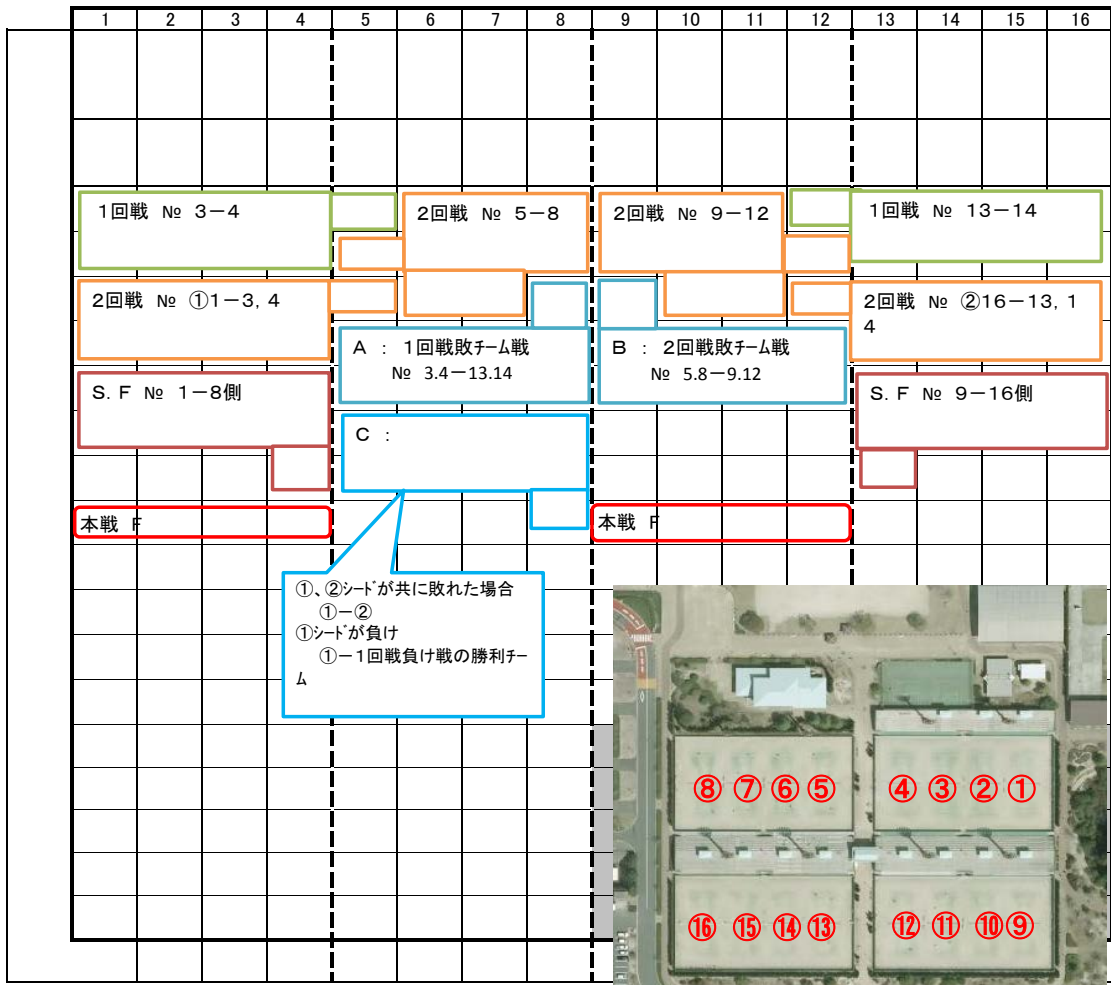 1 2 3 4 5 6 7 8 9 10 11 12 13 14 15 16
1回戦 № 3－4
2回戦 № 5－8
2回戦 № 9－12
1回戦 № 13－14
2回戦 № ①1－3，4
2回戦 № ②16－13，1
4
A ： 1回戦敗チーム戦
№ 3.4－13.14
B ： 2回戦敗チーム戦
№ 5.8－9.12
S．F № 1－8側
S．F № 9－16側
C ：
本戦 F
本戦 F
①、②ｼｰﾄﾞが共に敗れた場合
①－②
①ｼｰﾄﾞが負け
①－1回戦負け戦の勝利ﾁｰ
ﾑ
⑧ ⑦ ⑥ ⑤ ④ ③ ② ①
⑯ ⑮ ⑭ ⑬ ⑫ ⑪ ⑩ ⑨